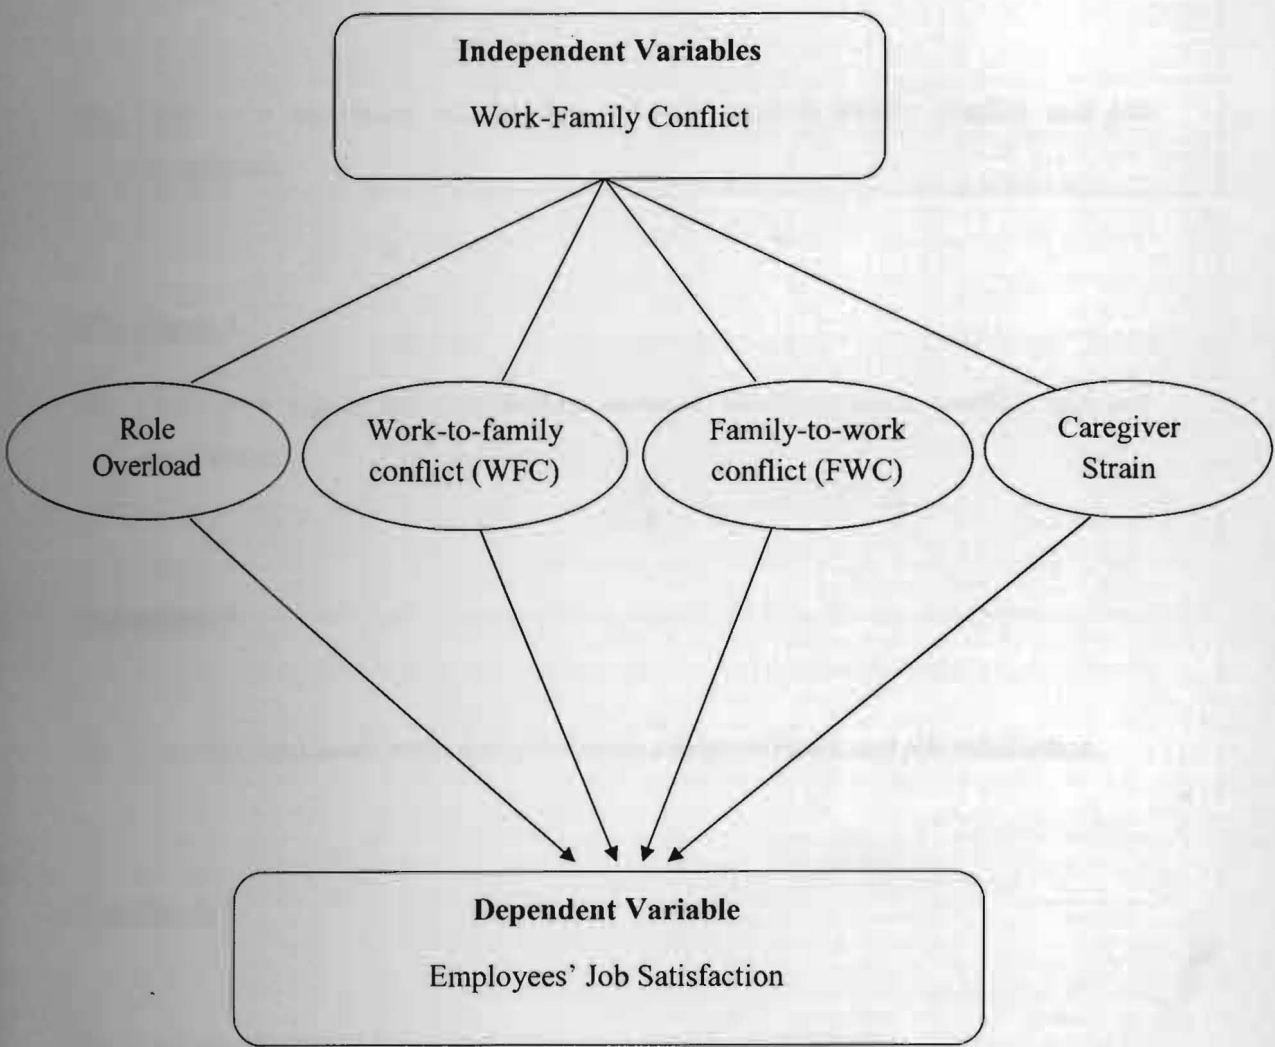 Independent Variables
Work-Family Conflict
Role
Overload
Work-to-family
conflict (WFC)
Family-to-work
conflict (FWC)
Caregiver
Strain
Dependent Variable
Employees' Job Satisfaction